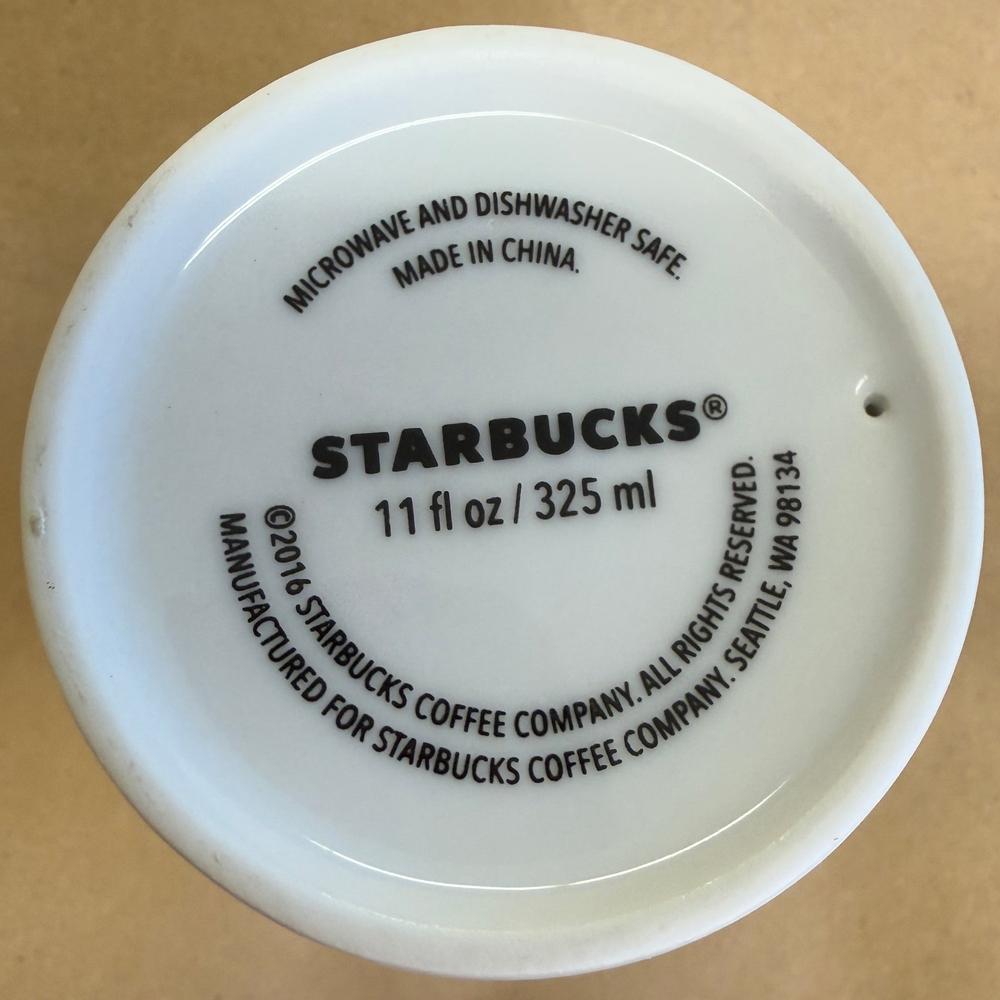 MICROWAVE AND DISHWASHER SAFE.
MADE IN CHINA.
STARBUCKS®
11 fl oz / 325 ml
©2016 STARBUCKS COFFEE COMPANY. ALL RIGHTS RESERVED.
MANUFACTURED FOR STARBUCKS COFFEE COMPANY. SEATTLE, WA 98134